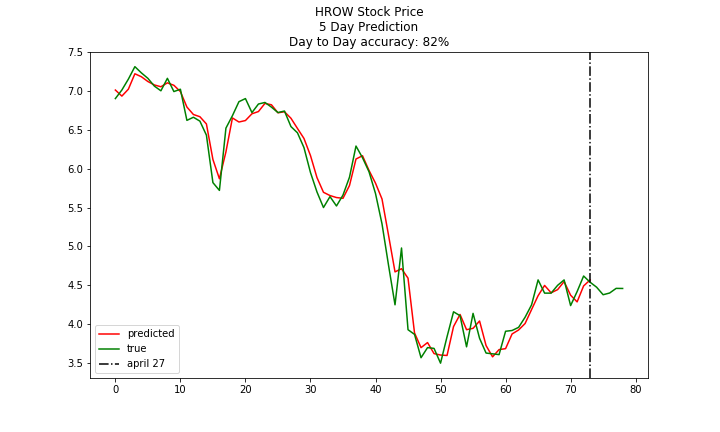 HROW Stock Price
5 Day Prediction
Day to Day accuracy: 82%
7.5
7.0
6.5
6.0
5.5
5.0
4.5
4.0
3.5
predicted
true
april 27
0 10 20 30 40 50 60 70 80